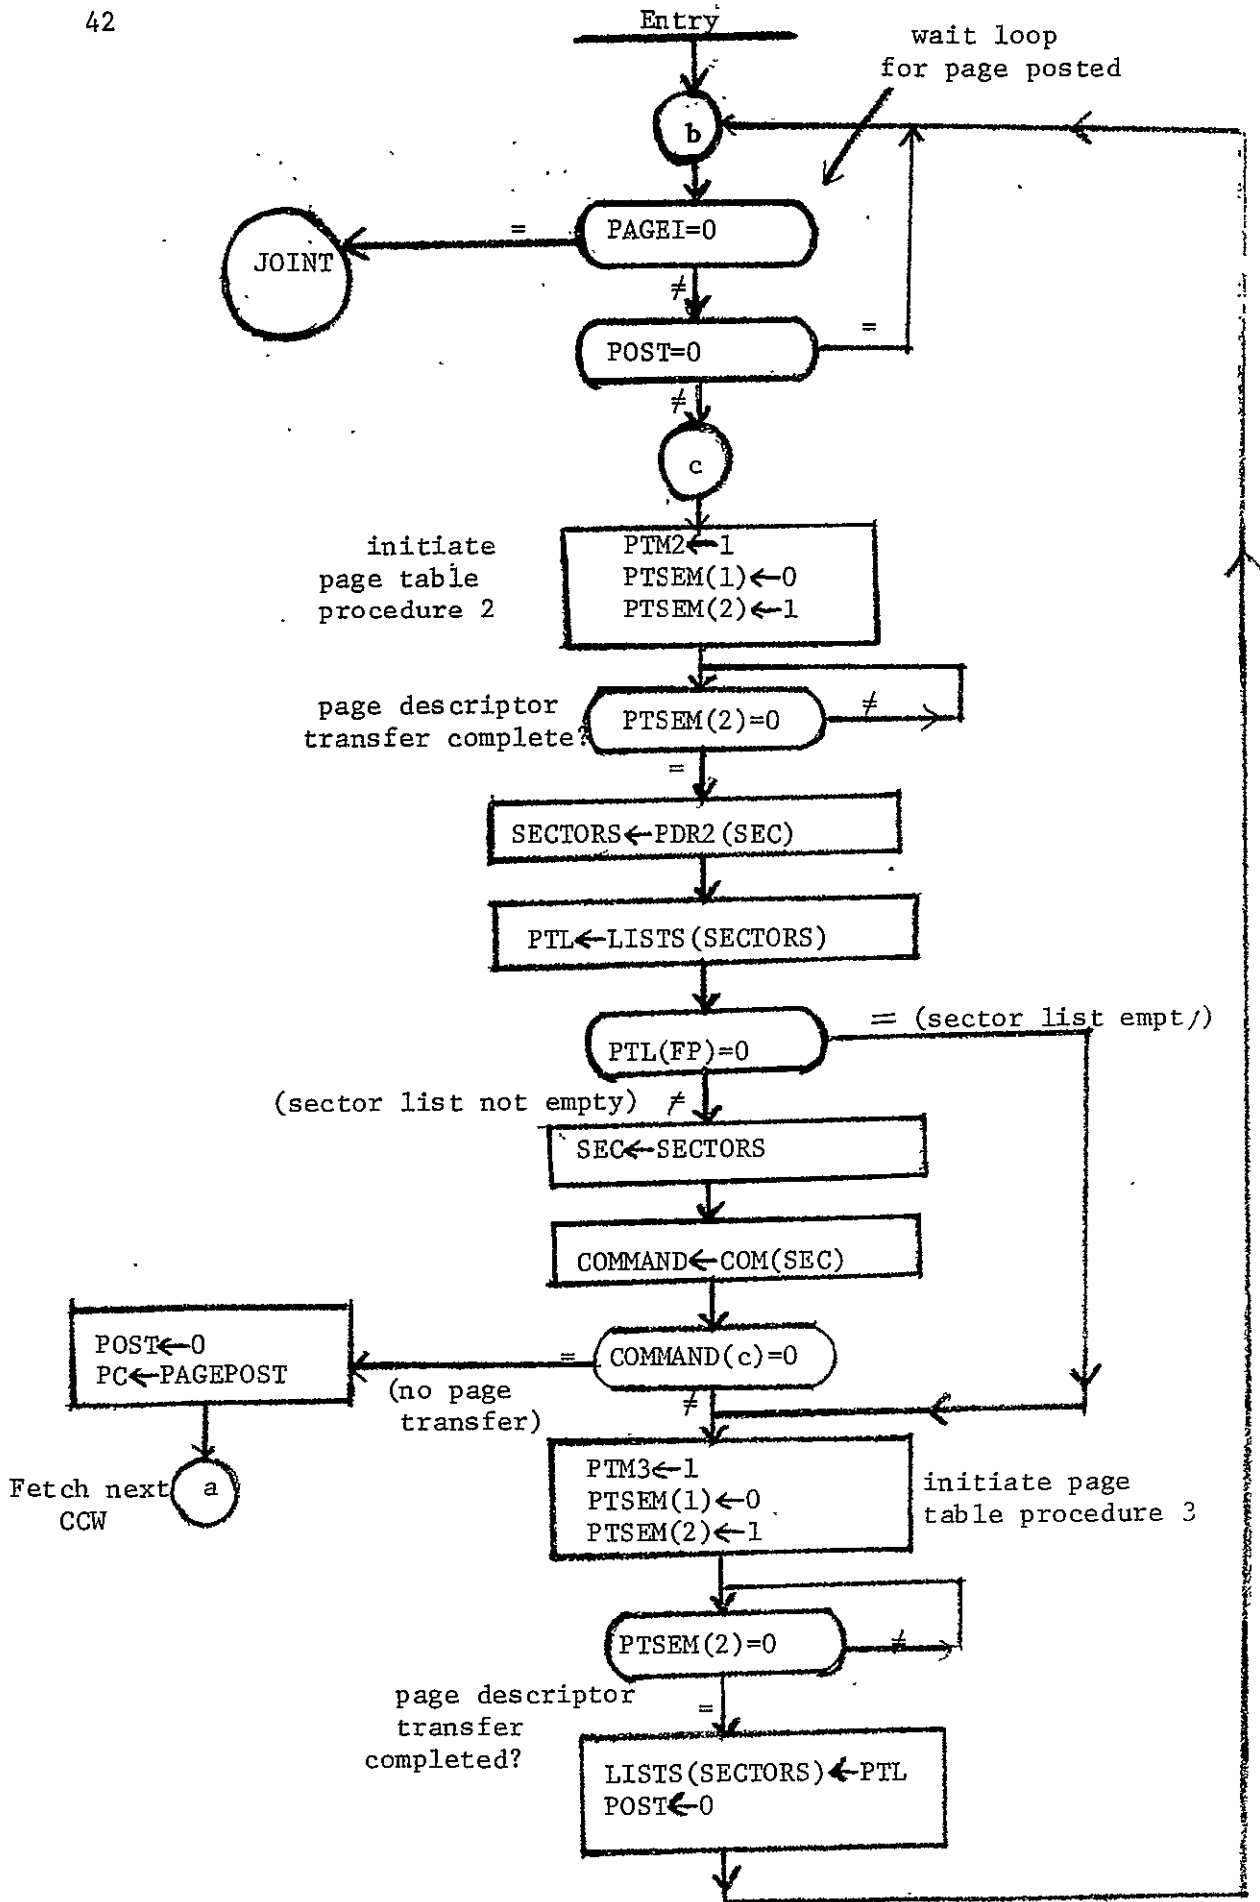 42
Entry
wait loop
for page posted
b
PAGEI=0
=
JOINT
≠
POST=0
=
≠
c
initiate
page table
procedure 2
PTM2←1
PTSEM(1)←0
PTSEM(2)←1
page descriptor
transfer complete?
PTSEM(2)=0
≠
=
SECTORS←PDR2(SEC)
PTL←LISTS(SECTORS)
= (sector list empty)
PTL(FP)=0
(sector list not empty) ≠
SEC←SECTORS
COMMAND←COM(SEC)
POST←0
PC←PAGEPOST
=
COMMAND(c)=0
(no page
transfer)
≠
Fetch next
CCW
a
PTM3←1
PTSEM(1)←0
PTSEM(2)←1
initiate page
table procedure 3
PTSEM(2)=0
≠
page descriptor
transfer
completed?
=
LISTS(SECTORS)←PTL
POST←0